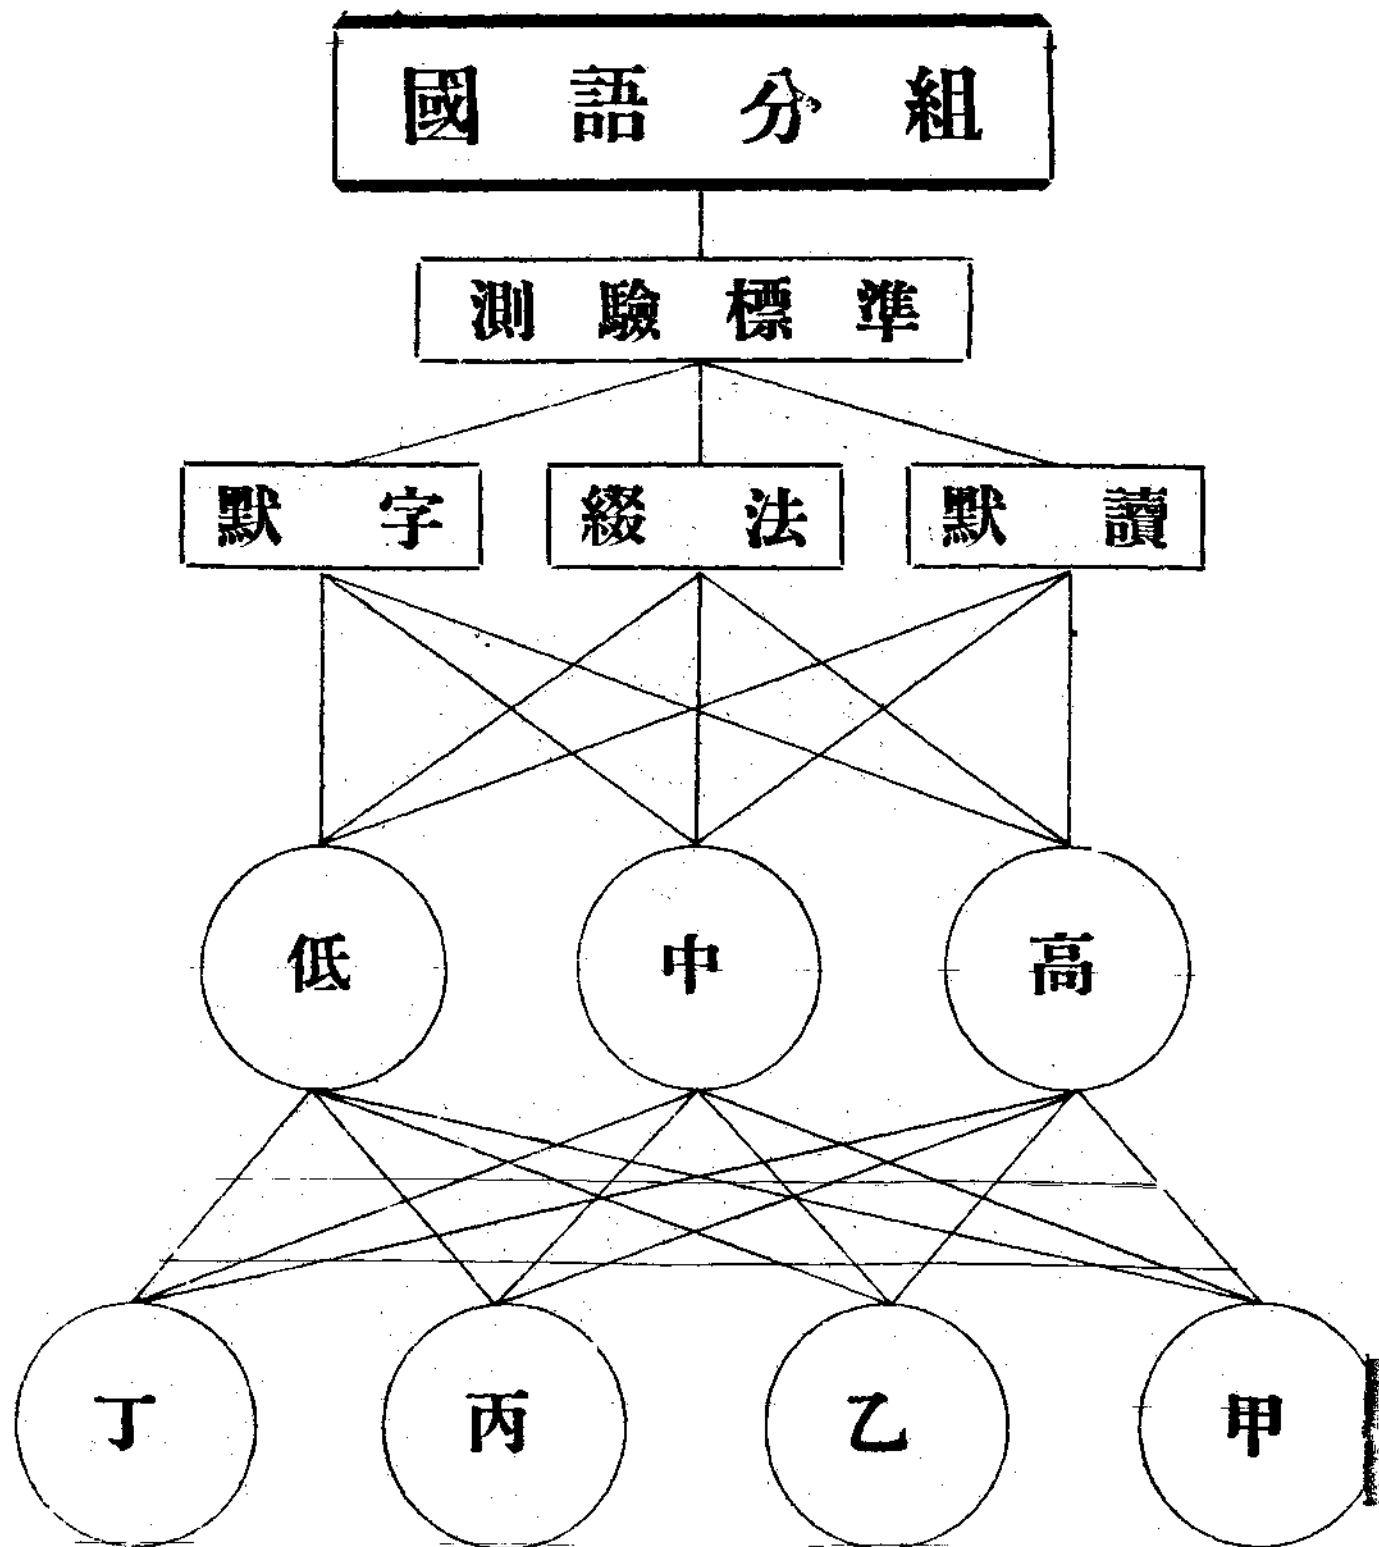 國語分組
測驗標準
默字 綴法 默讀
低 中 高
丁 丙 乙 甲